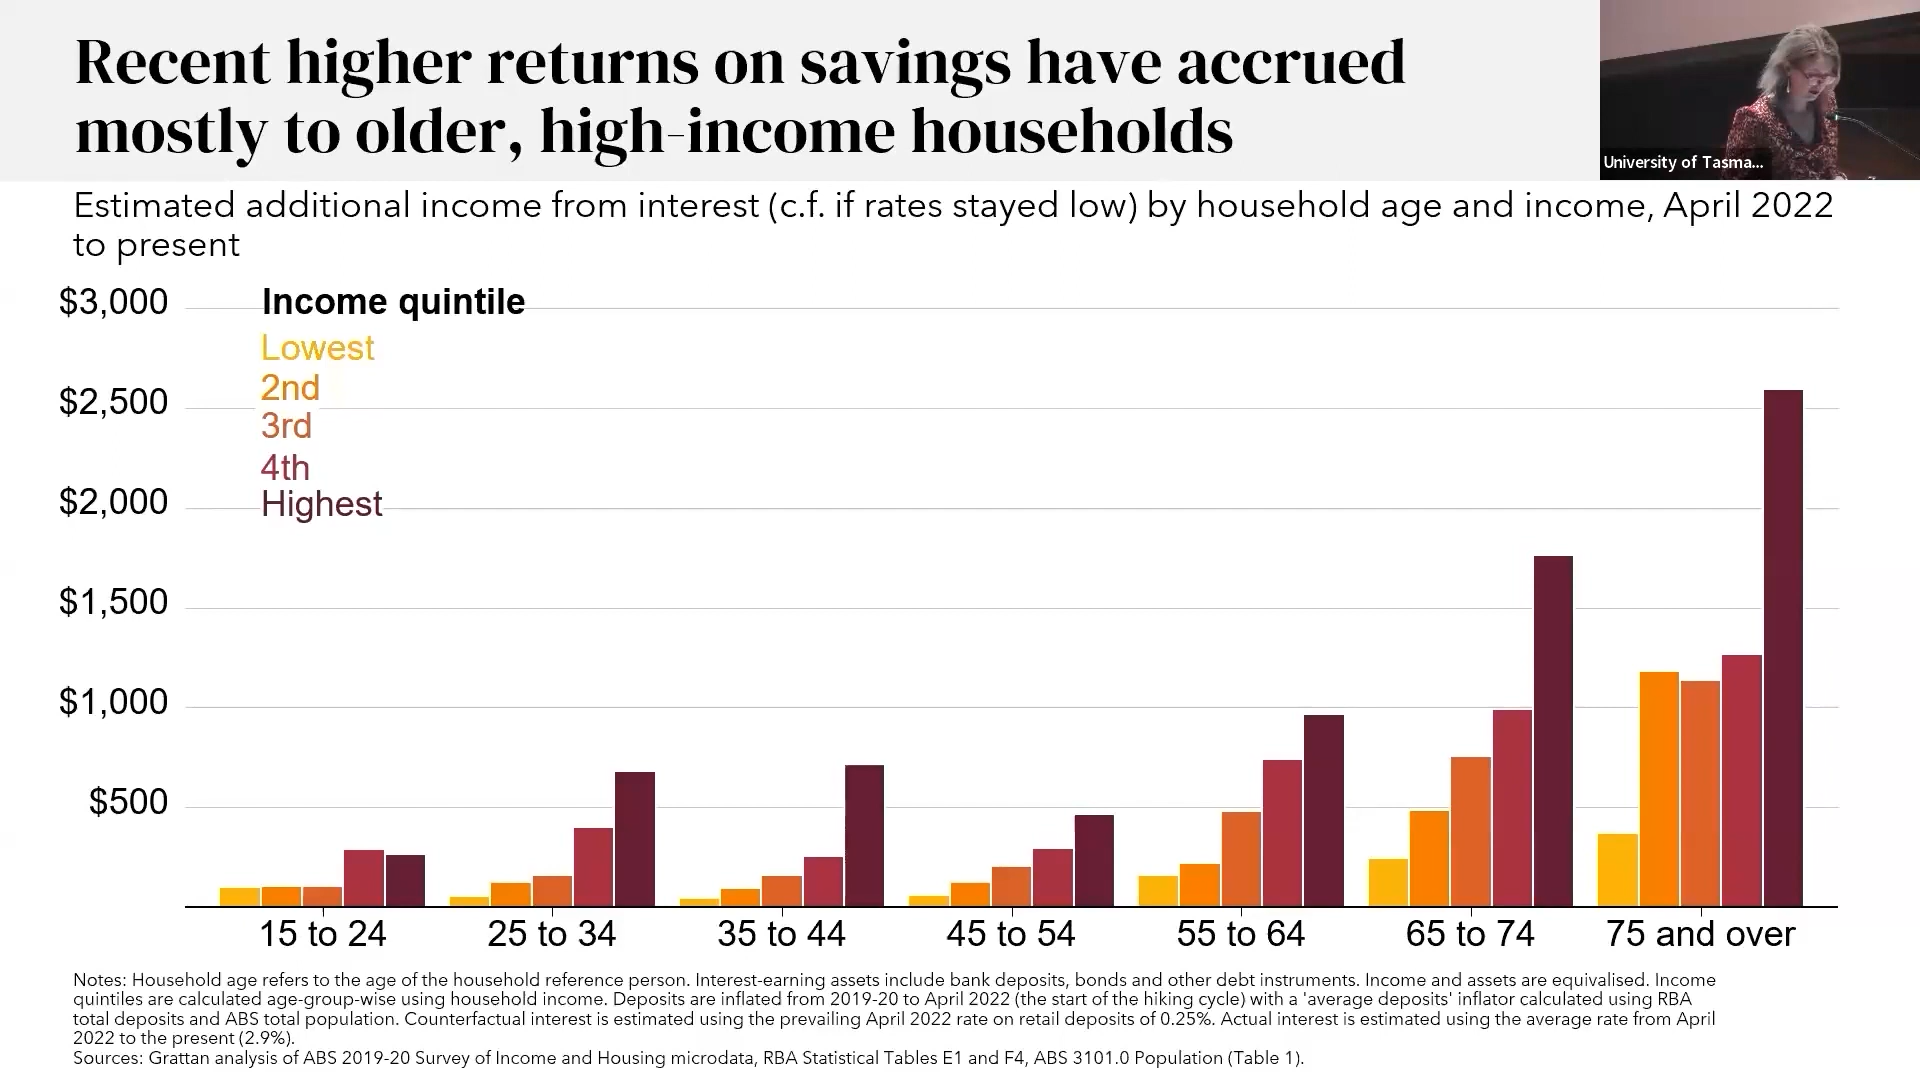 Recent higher returns on savings have accrued
mostly to older, high-income households
University of Tasma...
Estimated additional income from interest (c.f. if rates stayed low) by household age and income, April 2022
to present
$3,000
$2,500
$2,000
$1,500
$1,000
$500
Income quintile
Lowest
2nd
3rd
4th
Highest
15 to 24
25 to 34
35 to 44
45 to 54
55 to 64
65 to 74
75 and over
Notes: Household age refers to the age of the household reference person. Interest-earning assets include bank deposits, bonds and other debt instruments. Income and assets are equivalised. Income
quintiles are calculated age-group-wise using household income. Deposits are inflated from 2019-20 to April 2022 (the start of the hiking cycle) with a 'average deposits' inflator calculated using RBA
total deposits and ABS total population. Counterfactual interest is estimated using the prevailing April 2022 rate on retail deposits of 0.25%. Actual interest is estimated using the average rate from April
2022 to the present (2.9%).
Sources: Grattan analysis of ABS 2019-20 Survey of Income and Housing microdata, RBA Statistical Tables E1 and F4, ABS 3101.0 Population (Table 1).